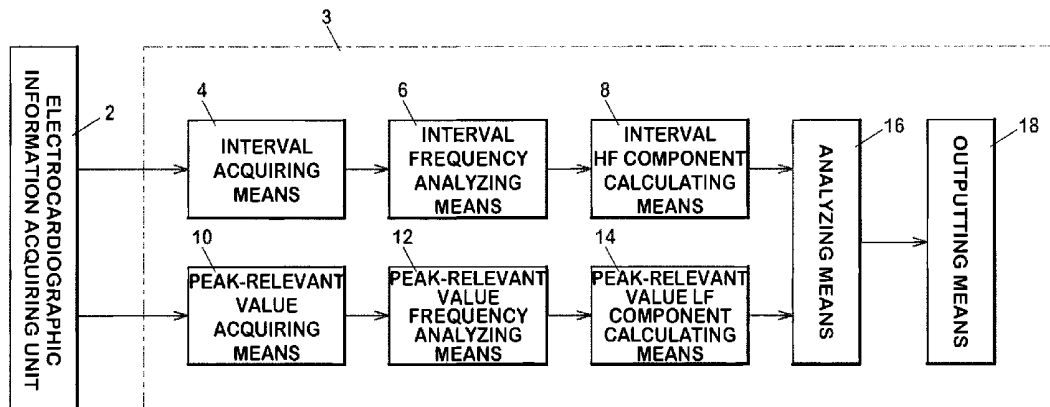 3
ELECTROCARDIOGRAPHIC
INFORMATION ACQUIRING UNIT
2
4
INTERVAL
ACQUIRING
MEANS
6
INTERVAL
FREQUENCY
ANALYZING
MEANS
8
INTERVAL
HF COMPONENT
CALCULATING
MEANS
10
PEAK-RELEVANT
VALUE
ACQUIRING
MEANS
12
PEAK-RELEVANT
VALUE
FREQUENCY
ANALYZING
MEANS
14
PEAK-RELEVANT
VALUE LF
COMPONENT
CALCULATING
MEANS
16
ANALYZING MEANS
18
OUTPUTTING MEANS